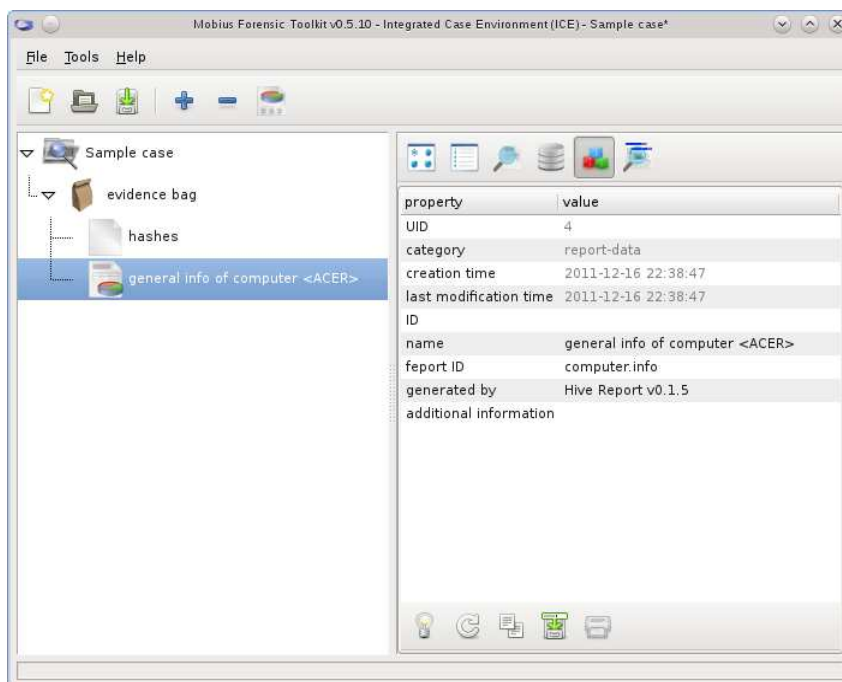 Mobius Forensic Toolkit v0.5.10 - Integrated Case Environment (ICE) - Sample case*
File Tools Help
Sample case
evidence bag
hashes
general info of computer <ACER>
property value
UID 4
category report-data
creation time 2011-12-16 22:38:47
last modification time 2011-12-16 22:38:47
ID
name general info of computer <ACER>
feport ID computer.info
generated by Hive Report v0.1.5
additional information